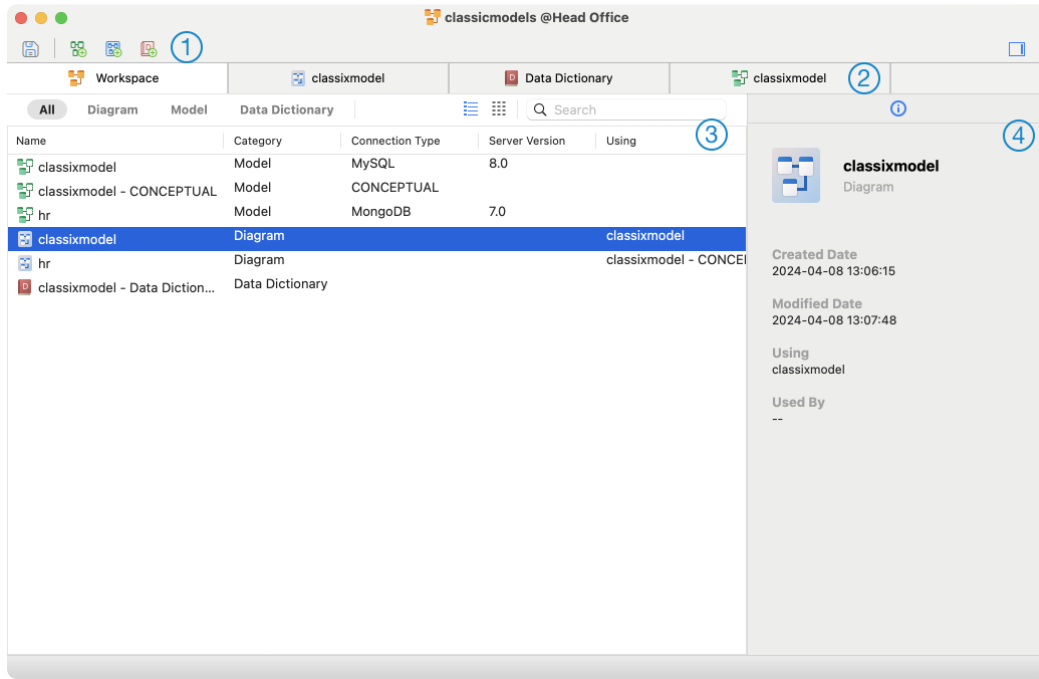 classicmodels @Head Office
1
Workspace classixmodel Data Dictionary classixmodel 2
All Diagram Model Data Dictionary Search
3
4
Name Category Connection Type Server Version Using
classixmodel Model MySQL 8.0
classixmodel - CONCEPTUAL Model CONCEPTUAL
hr Model MongoDB 7.0
classixmodel Diagram classixmodel
hr Diagram classixmodel - CONCEI
classixmodel - Data Diction... Data Dictionary
classixmodel
Diagram
Created Date
2024-04-08 13:06:15
Modified Date
2024-04-08 13:07:48
Using
classixmodel
Used By
--